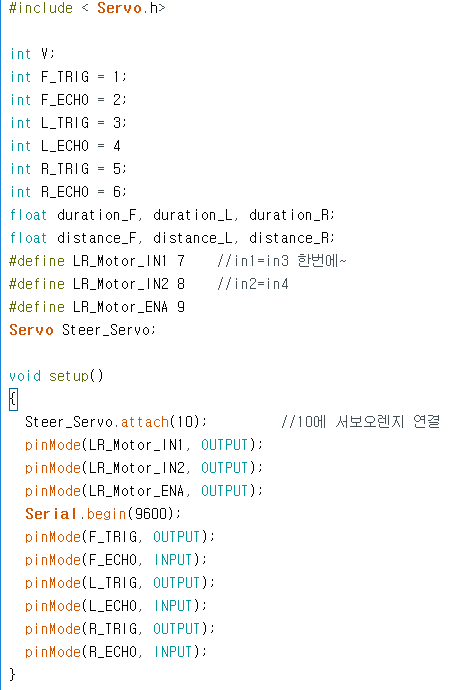 #include < Servo.h>
int V;
int F_TRIG = 1;
int F_ECHO = 2;
int L_TRIG = 3;
int L_ECHO = 4
int R_TRIG = 5;
int R_ECHO = 6;
float duration_F, duration_L, duration_R;
float distance_F, distance_L, distance_R;
#define LR_Motor_IN1 7    //in1=in3 한번에~
#define LR_Motor_IN2 8    //in2=in4
#define LR_Motor_ENA 9
Servo Steer_Servo;
void setup()
{
  Steer_Servo.attach(10);         //10에 서보오렌지 연결
  pinMode(LR_Motor_IN1, OUTPUT);
  pinMode(LR_Motor_IN2, OUTPUT);
  pinMode(LR_Motor_ENA, OUTPUT);
  Serial.begin(9600);
  pinMode(F_TRIG, OUTPUT);
  pinMode(F_ECHO, INPUT);
  pinMode(L_TRIG, OUTPUT);
  pinMode(L_ECHO, INPUT);
  pinMode(R_TRIG, OUTPUT);
  pinMode(R_ECHO, INPUT);
}